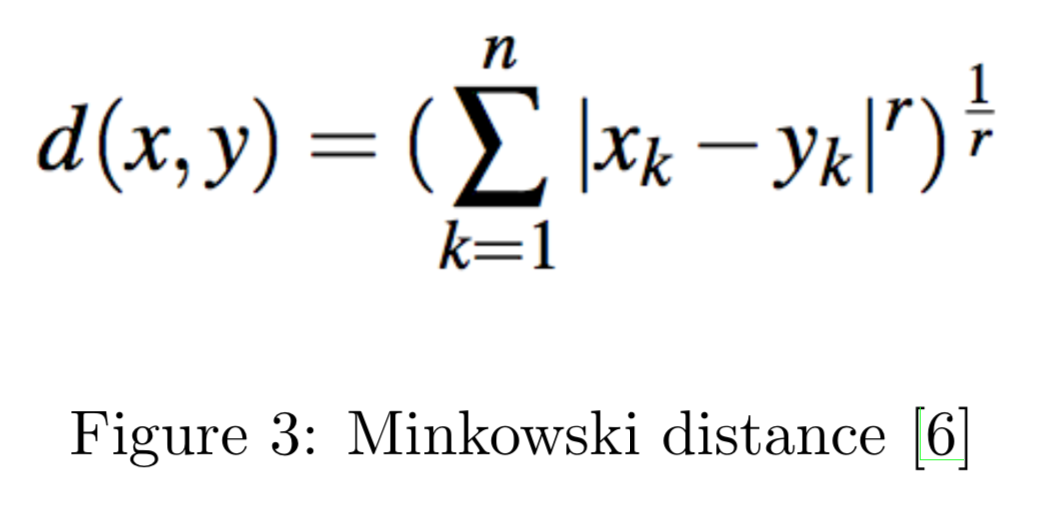 d(x, y) = (∑_{k=1}^{n} |x_k − y_k|^r)^{1/r}
Figure 3: Minkowski distance [6]